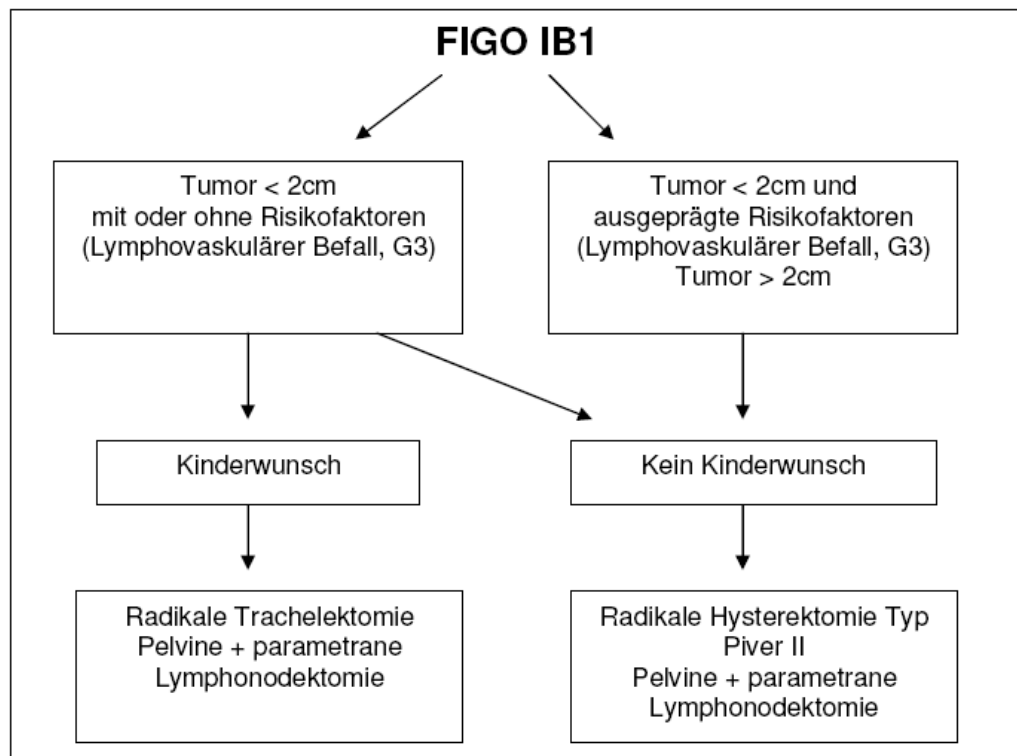 FIGO IB1
Tumor < 2cm
mit oder ohne Risikofaktoren
(Lymphovaskulärer Befall, G3)
Tumor < 2cm und
ausgeprägte Risikofaktoren
(Lymphovaskulärer Befall, G3)
Tumor > 2cm
Kinderwunsch
Kein Kinderwunsch
Radikale Trachelektomie
Pelvine + parametrane
Lymphonodektomie
Radikale Hysterektomie Typ
Piver II
Pelvine + parametrane
Lymphonodektomie